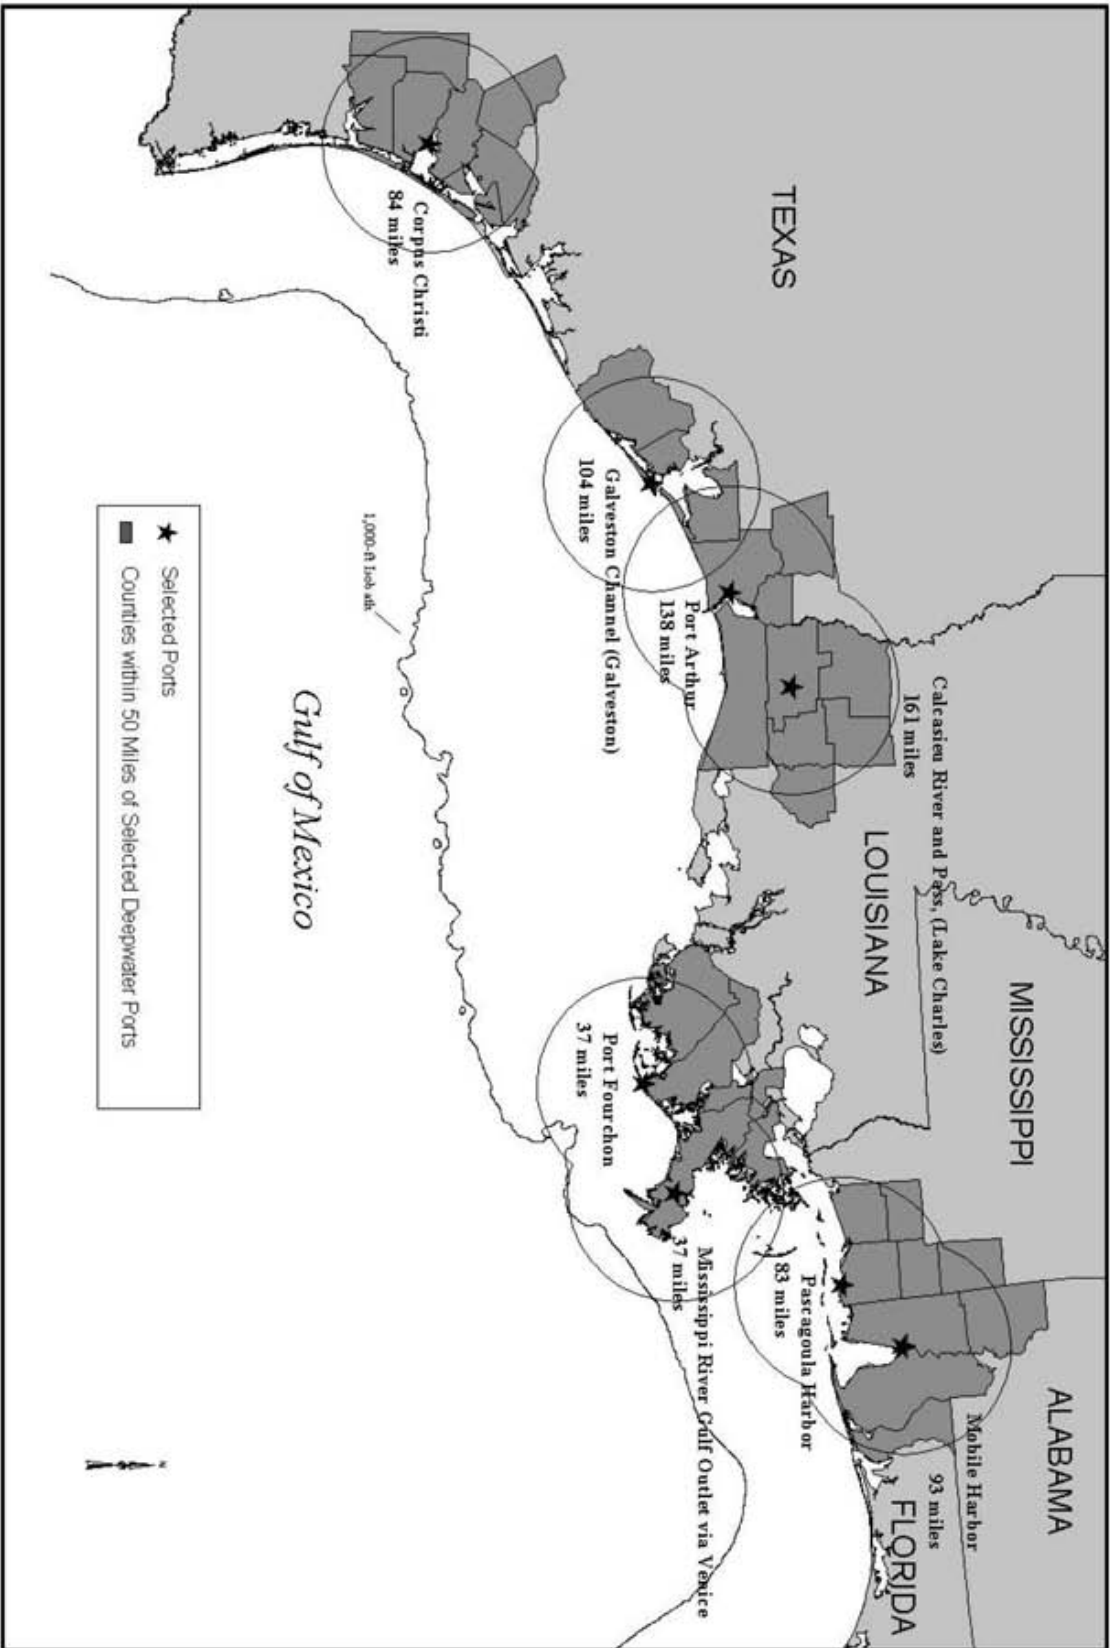 TEXAS
LOUISIANA
MISSISSIPPI
ALABAMA
FLORIDA
Corpus Christi
84 miles
Galveston Channel (Galveston)
104 miles
Port Arthur
138 miles
Calcasieu River and Pass, (Lake Charles)
161 miles
Port Fourchon
37 miles
Mississippi River Gulf Outlet via Venice
37 miles
Pascagoula Harbor
83 miles
Mobile Harbor
93 miles
1,000-ft Isobath
Gulf of Mexico
Selected Ports
Counties within 50 Miles of Selected Deepwater Ports
N